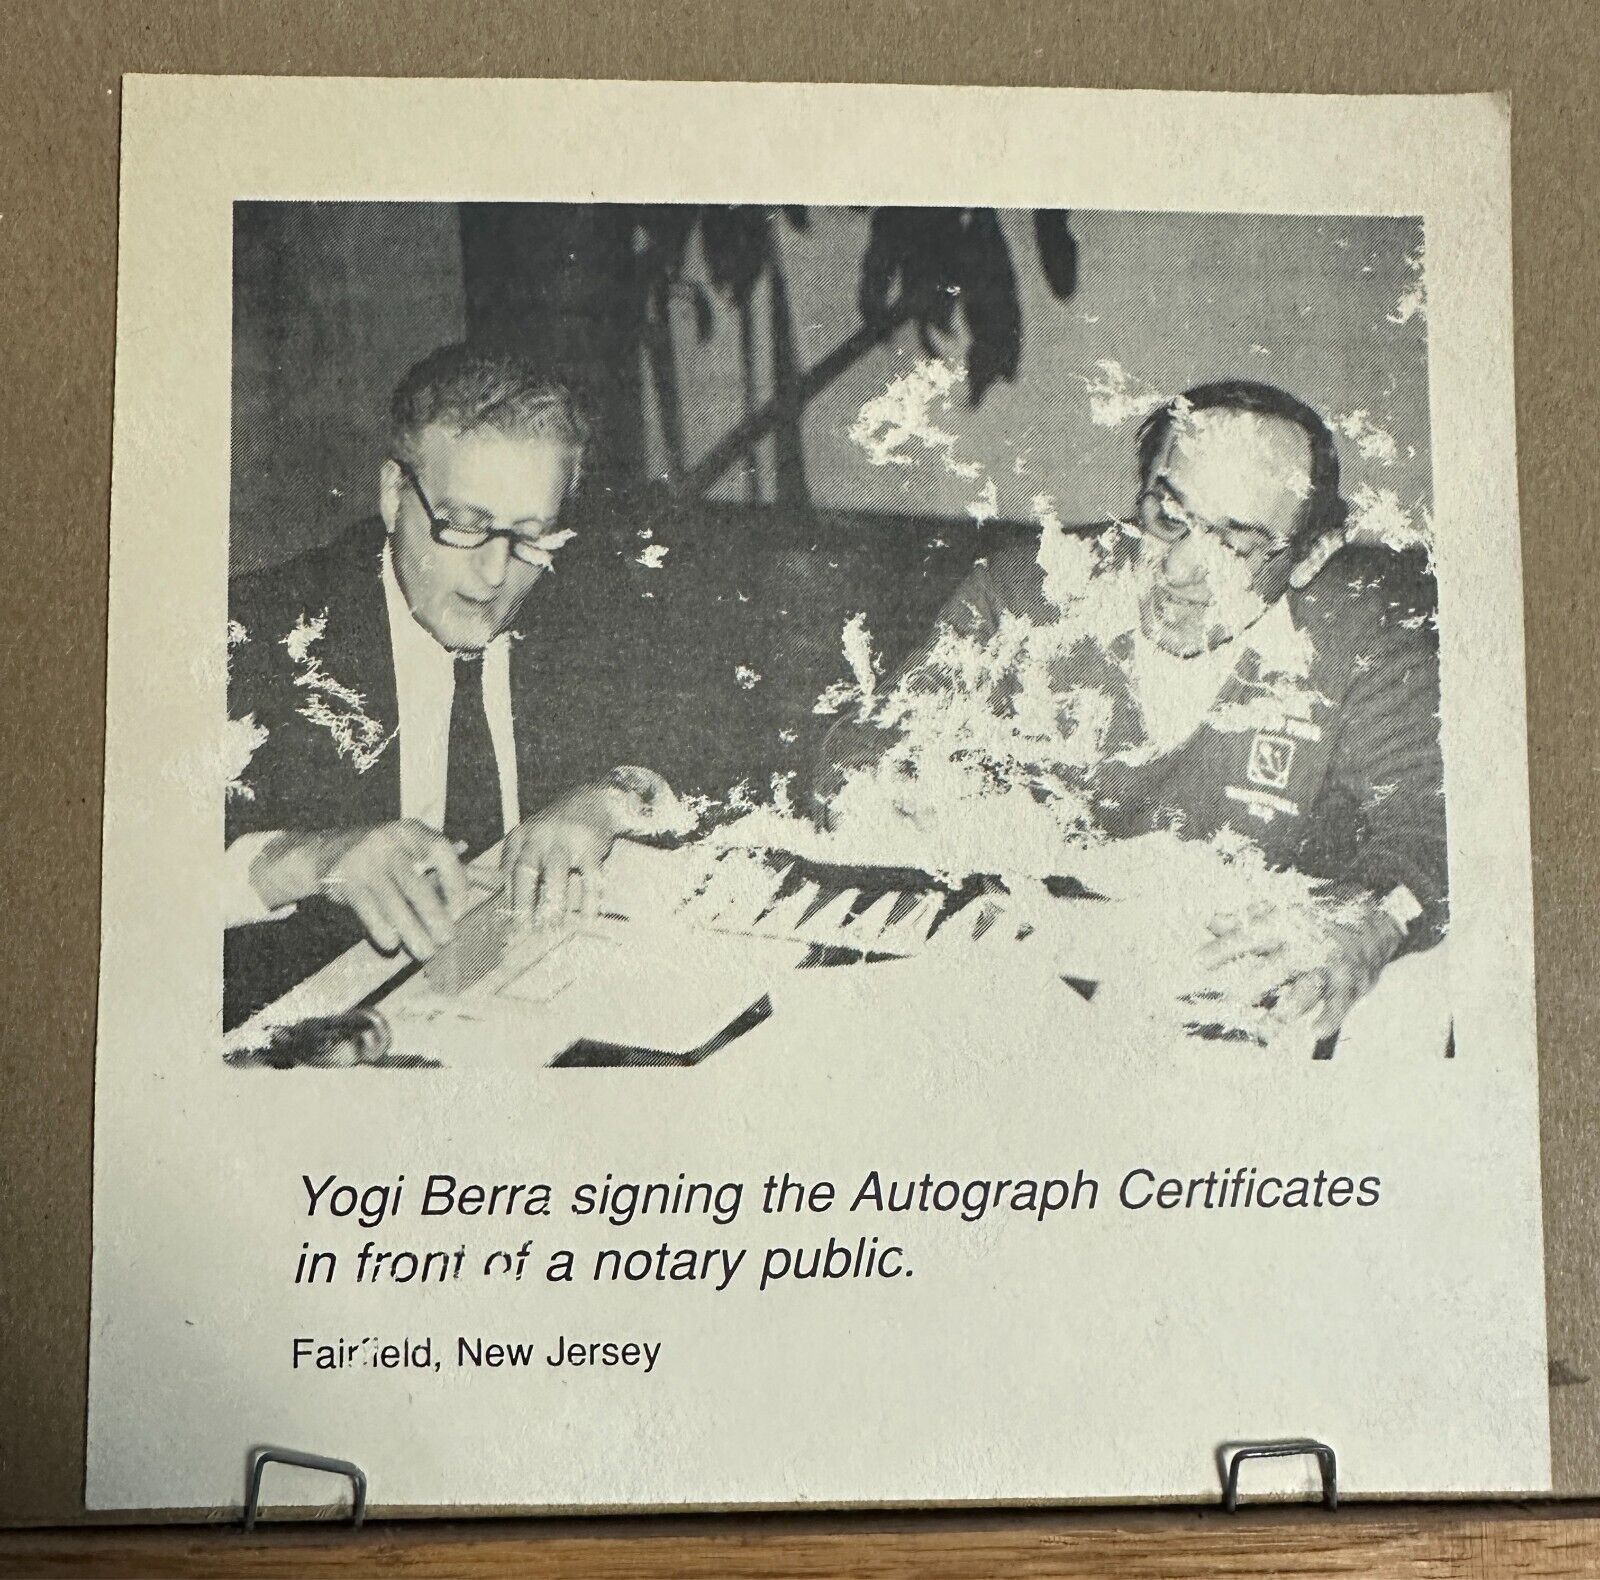 Yogi Berra signing the Autograph Certificates
in front of a notary public.
Fairfield, New Jersey